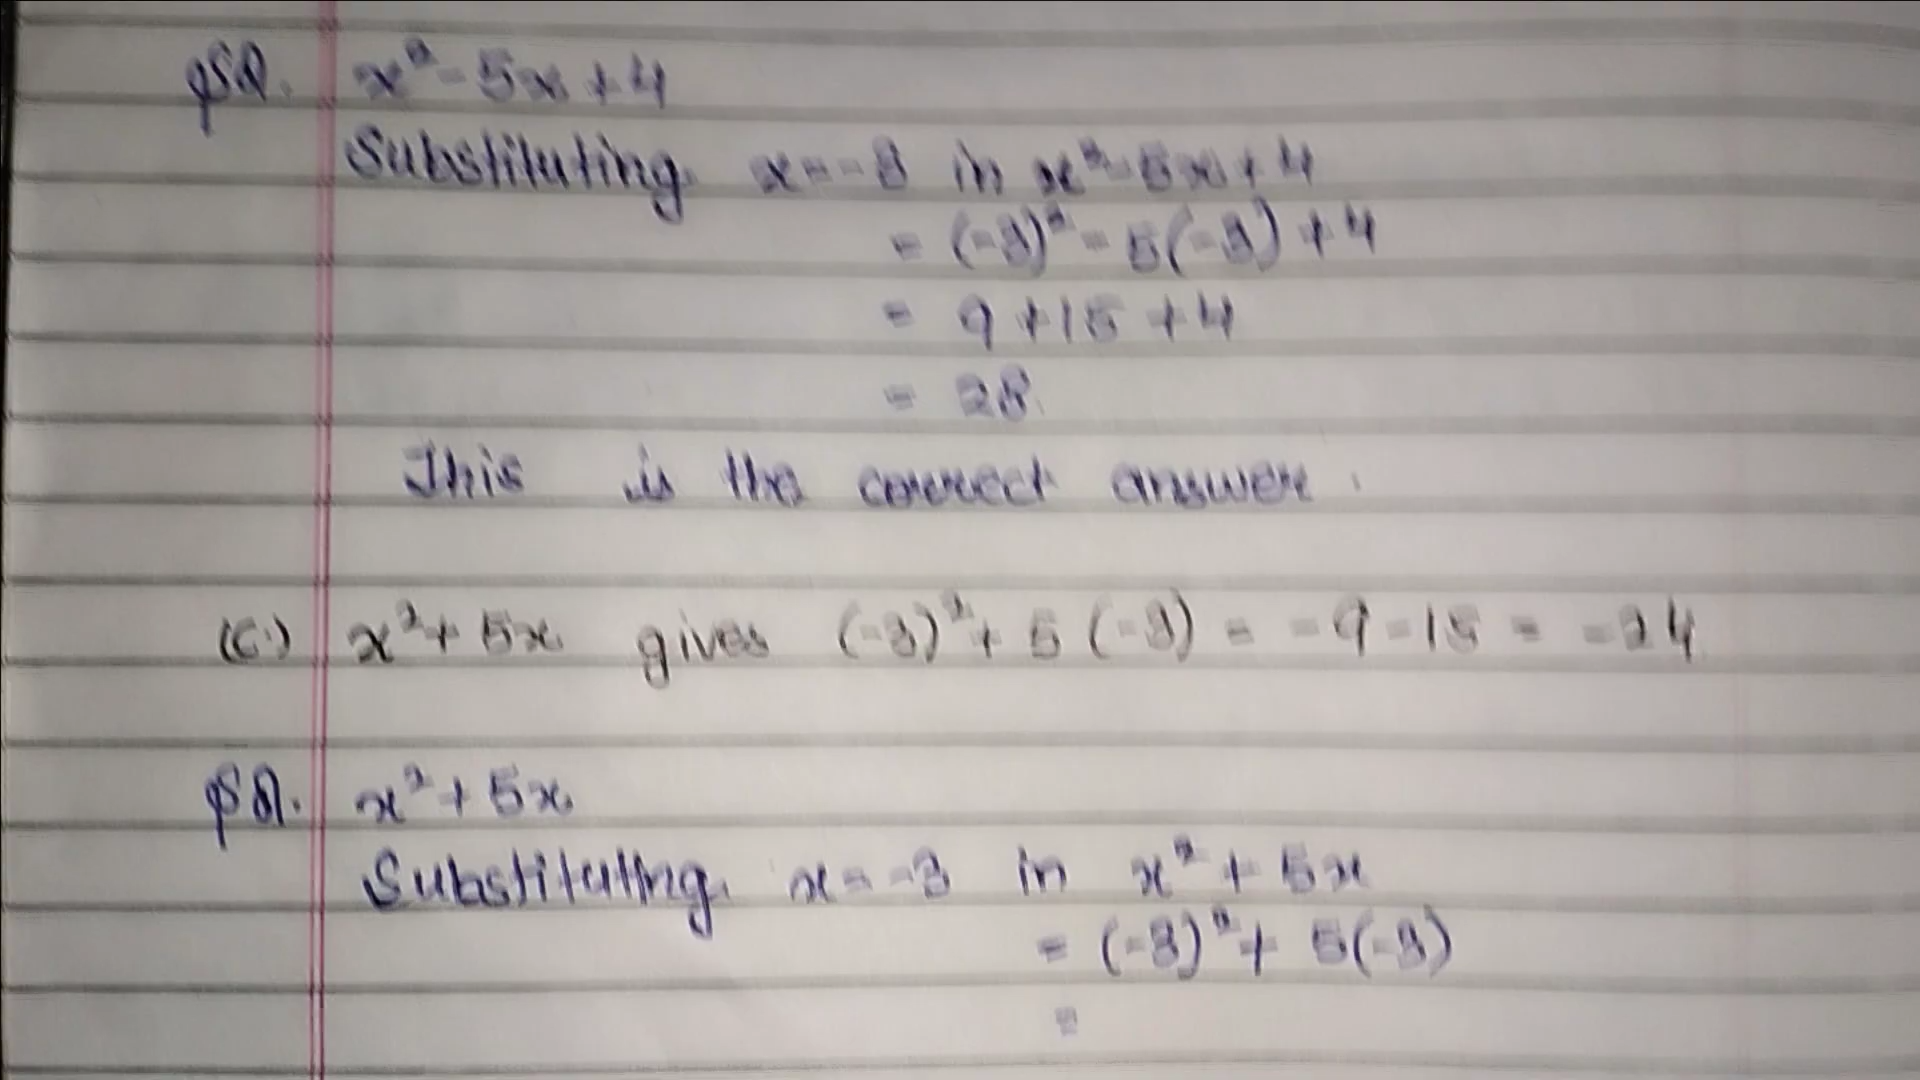 Sol. x² - 5x + 4
Substituting x = -3 in x² - 5x + 4
= (-3)² - 5(-3) + 4
= 9 + 15 + 4
= 28
This is the correct answer.
(c.) x² + 5x gives (-3)² + 5 (-3) = -9 - 15 = -24
Sol. x² + 5x
Substituting x = -3 in x² + 5x
= (-3)² + 5(-3)
=